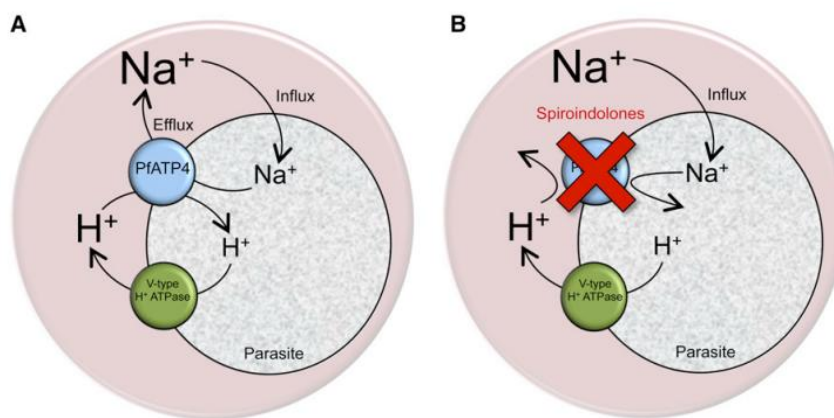 A
Na⁺
Influx
Efflux
PfATP4
Na⁺
H⁺
H⁺
V-type
H⁺ ATPase
Parasite
B
Na⁺
Influx
Spiroindolones
Na⁺
H⁺
H⁺
V-type
H⁺ ATPase
Parasite